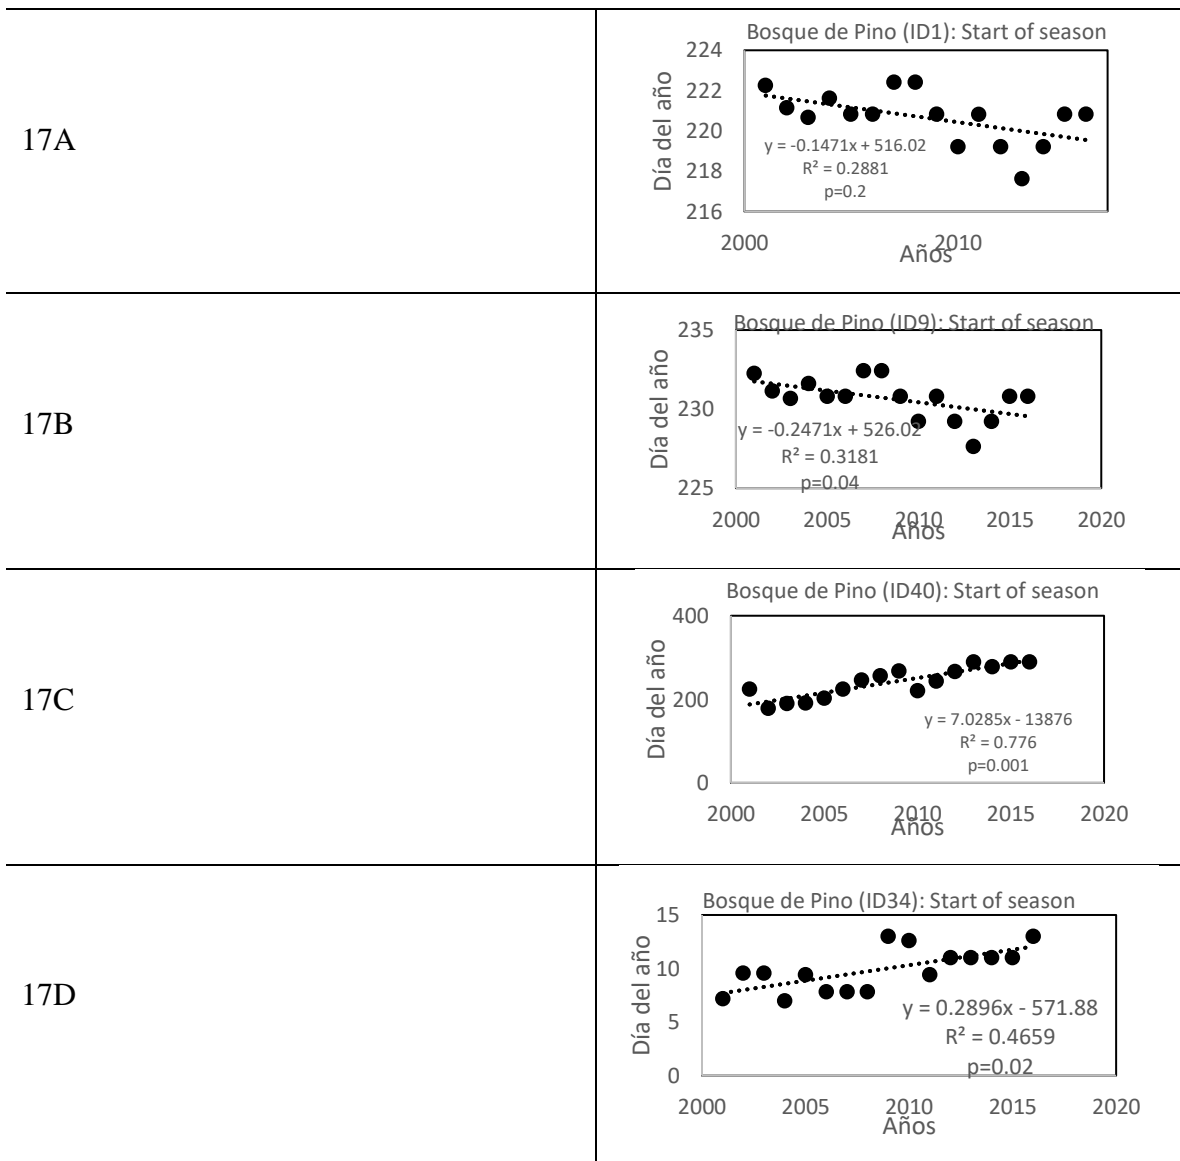 17A
Bosque de Pino (ID1): Start of season
224
222
220
218
216
Día del año
y = -0.1471x + 516.02
R² = 0.2881
p=0.2
2000 2010
Años
17B
Bosque de Pino (ID9): Start of season
235
230
225
Día del año
y = -0.2471x + 526.02
R² = 0.3181
p=0.04
2000 2005 2010 2015 2020
Años
17C
Bosque de Pino (ID40): Start of season
400
200
0
Día del año
y = 7.0285x - 13876
R² = 0.776
p=0.001
2000 2005 2010 2015 2020
Años
17D
Bosque de Pino (ID34): Start of season
15
10
5
0
Día del año
y = 0.2896x - 571.88
R² = 0.4659
p=0.02
2000 2005 2010 2015 2020
Años